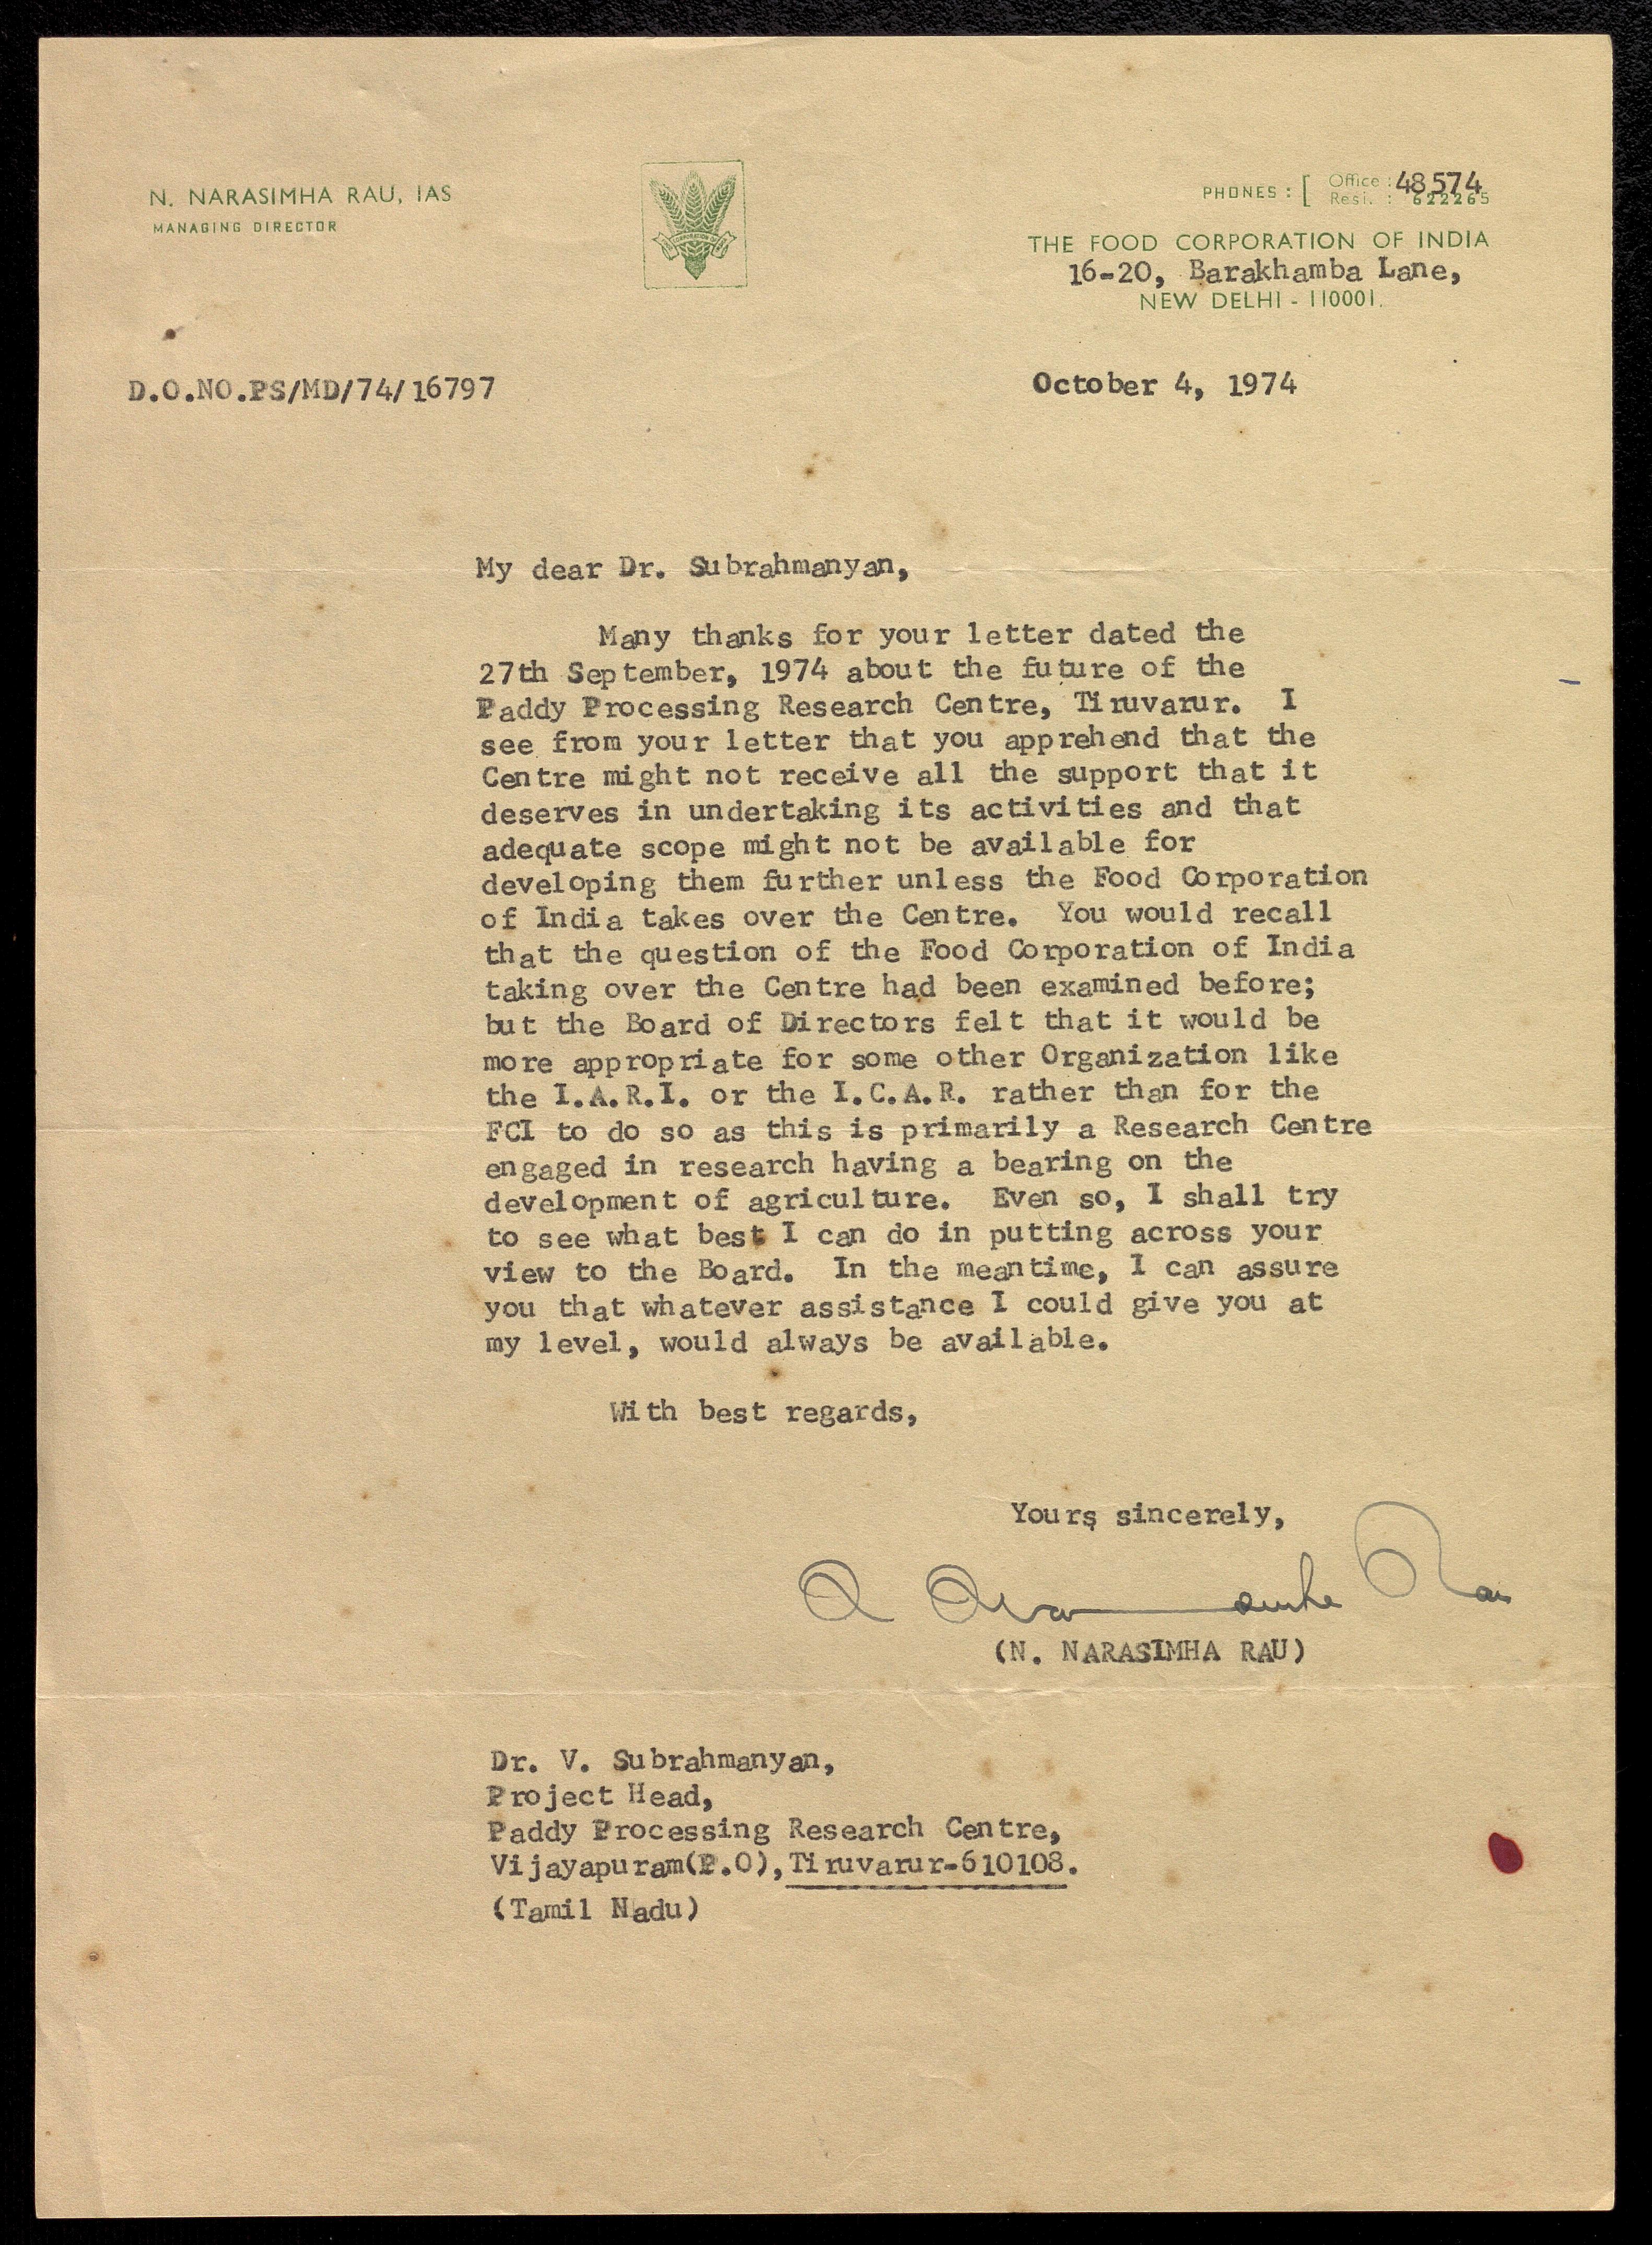 N. NARASIMHA RAU, IAS
MANAGING DIRECTOR
PHONES : [ Office : 48574
Resi. : 622265
THE FOOD CORPORATION OF INDIA
16-20, Barakhamba Lane,
NEW DELHI - 110001.
D.O.NO.PS/MD/74/16797
October 4, 1974
My dear Dr. Subrahmanyan,
Many thanks for your letter dated the
27th September, 1974 about the future of the
Paddy Processing Research Centre, Tiruvarur. I
see from your letter that you apprehend that the
Centre might not receive all the support that it
deserves in undertaking its activities and that
adequate scope might not be available for
developing them further unless the Food Corporation
of India takes over the Centre. You would recall
that the question of the Food Corporation of India
taking over the Centre had been examined before;
but the Board of Directors felt that it would be
more appropriate for some other Organization like
the I.A.R.I. or the I.C.A.R. rather than for the
FCI to do so as this is primarily a Research Centre
engaged in research having a bearing on the
development of agriculture. Even so, I shall try
to see what best I can do in putting across your
view to the Board. In the meantime, I can assure
you that whatever assistance I could give you at
my level, would always be available.
With best regards,
Yours sincerely,
N Narasimha Rau
(N. NARASIMHA RAU)
Dr. V. Subrahmanyan,
Project Head,
Paddy Processing Research Centre,
Vijayapuram(P.O), Tiruvarur-610108.
(Tamil Nadu)